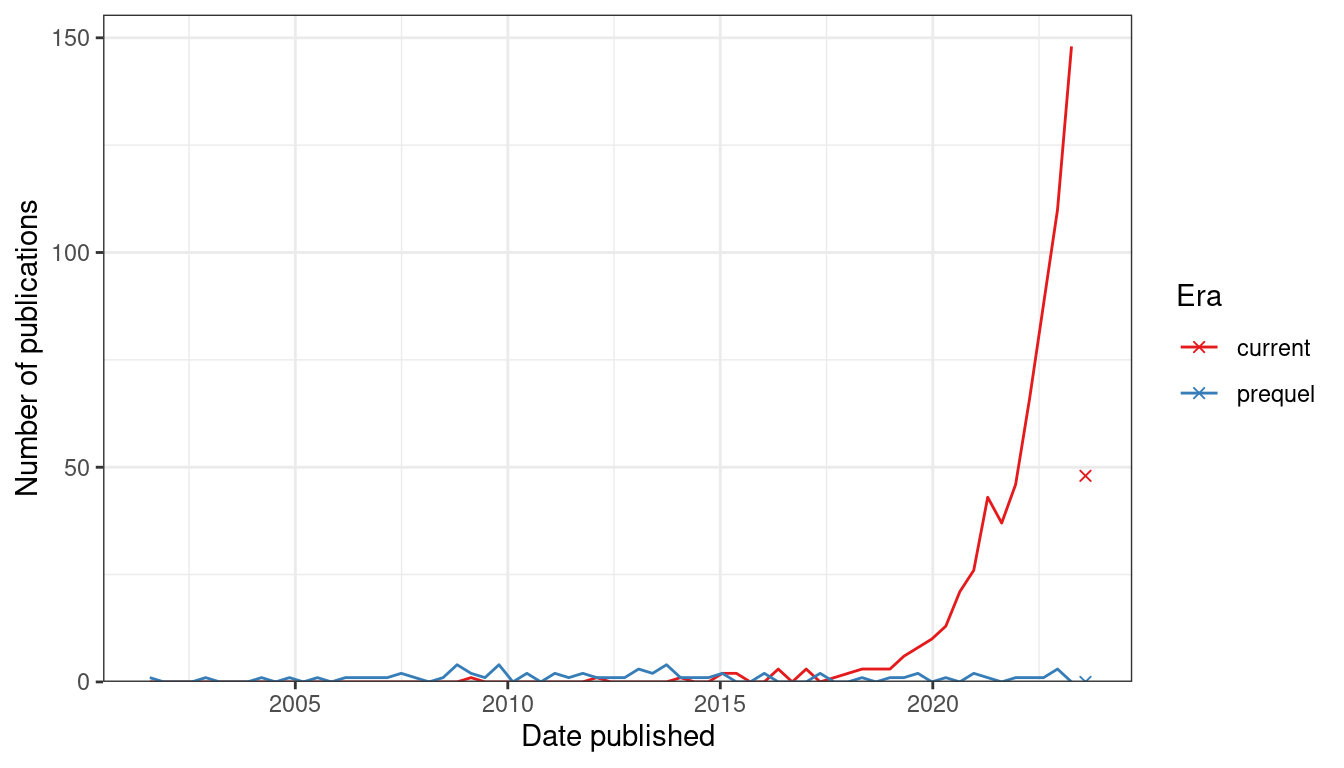 150
100
50
0
2005 2010 2015 2020
Date published
Number of publications
Era
current
prequel